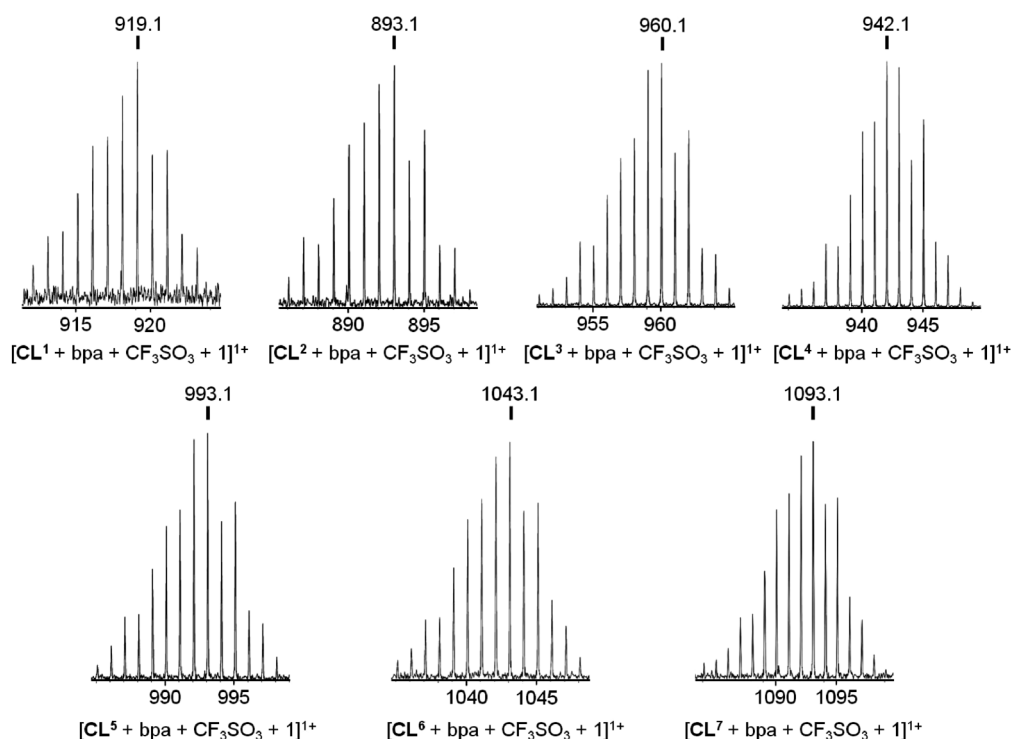 919.1 893.1 960.1 942.1
915 920 890 895 955 960 940 945
[CL¹ + bpa + CF₃SO₃ + 1]¹⁺ [CL² + bpa + CF₃SO₃ + 1]¹⁺ [CL³ + bpa + CF₃SO₃ + 1]¹⁺ [CL⁴ + bpa + CF₃SO₃ + 1]¹⁺
993.1 1043.1 1093.1
990 995 1040 1045 1090 1095
[CL⁵ + bpa + CF₃SO₃ + 1]¹⁺ [CL⁶ + bpa + CF₃SO₃ + 1]¹⁺ [CL⁷ + bpa + CF₃SO₃ + 1]¹⁺